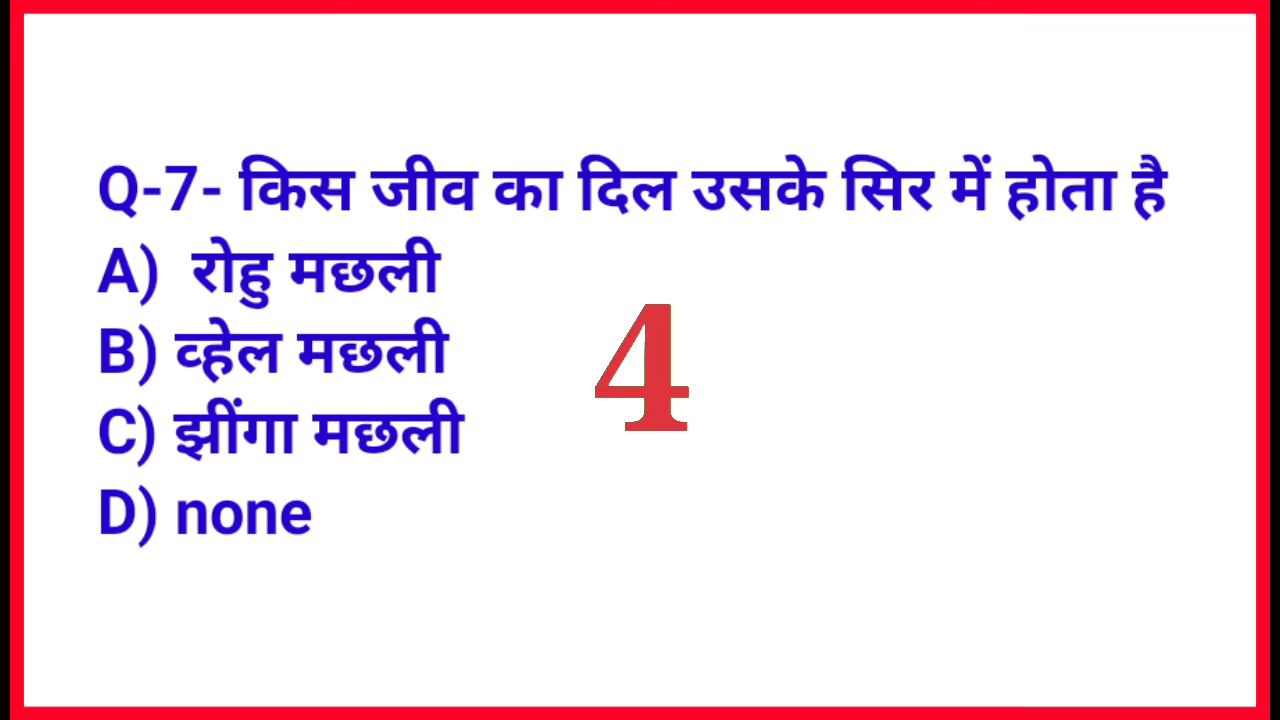 Q-7- किस जीव का दिल उसके सिर में होता है
A) रोहु मछली
B) व्हेल मछली
4
C) झींगा मछली
D) none